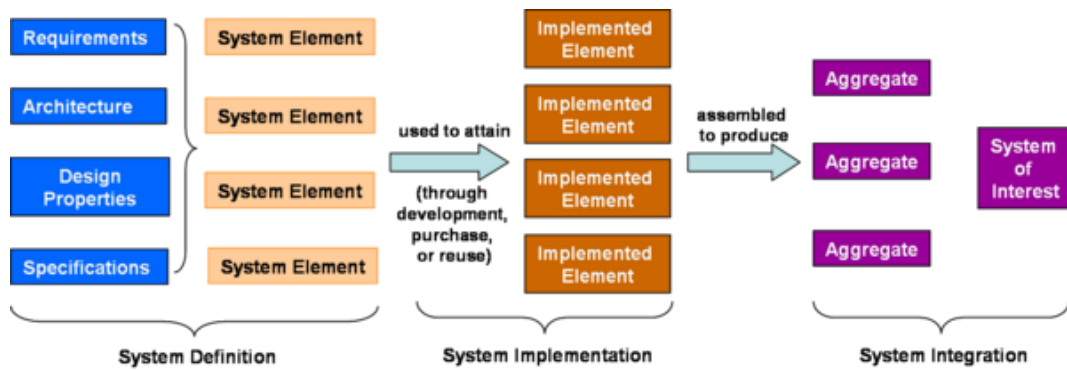 Requirements
Architecture
Design
Properties
Specifications
System Element
System Element
System Element
System Element
System Definition
used to attain
(through
development,
purchase,
or reuse)
Implemented
Element
Implemented
Element
Implemented
Element
Implemented
Element
System Implementation
assembled
to produce
Aggregate
Aggregate
Aggregate
System
of
Interest
System Integration